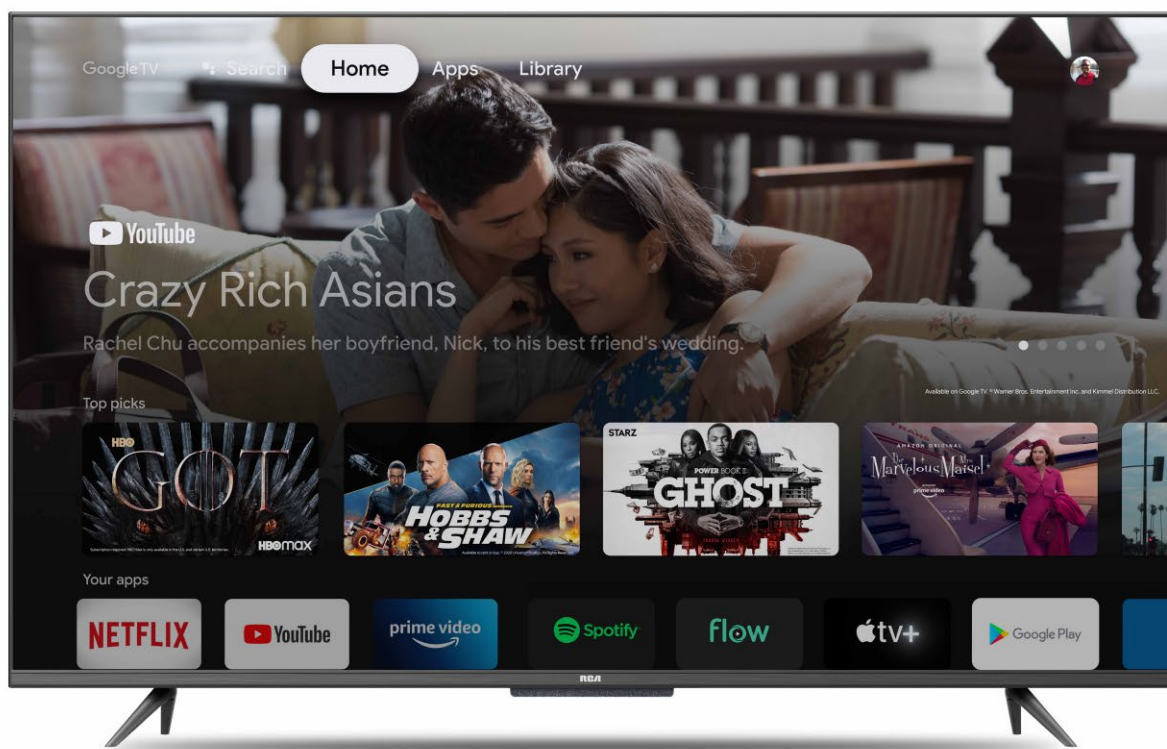 Google TV
Search
Home
Apps
Library
YouTube
Crazy Rich Asians
Rachel Chu accompanies her boyfriend, Nick, to his best friend's wedding.
Available on Google TV. © Warner Bros. Entertainment Inc. and Kimmel Distribution LLC.
Top picks
HBO
GOT
HBOmax
FAST & FURIOUS
HOBBS
& SHAW
STARZ
POWER BOOK II
GHOST
AMAZON ORIGINAL
The Marvelous Mrs. Maisel
prime video
Your apps
NETFLIX
YouTube
prime video
Spotify
flow
tv+
Google Play
RCA